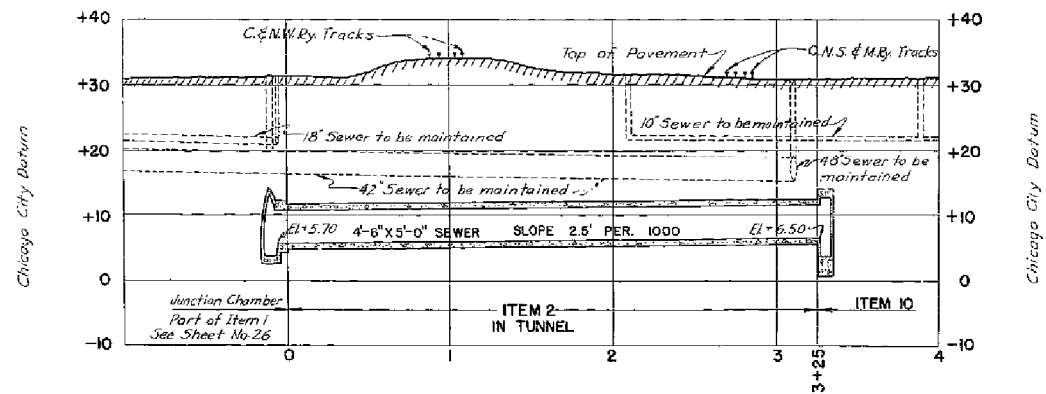 +40
+40
C.&N.W.Ry. Tracks
Top of Pavement
C.N.S. & M.Ry. Tracks
+30
+30
18" Sewer to be maintained
10" Sewer to be maintained
+20
+20
48" Sewer to be
maintained
42" Sewer to be maintained
+10
+10
El+5.70
4'-6"X5'-0" SEWER
SLOPE 2.5' PER. 1000
El+6.50
0
0
Junction Chamber
Part of Item 1
See Sheet No. 26
ITEM 2
IN TUNNEL
ITEM 10
-10
-10
0
1
2
3
3+25
4
Chicago City Datum
Chicago City Datum